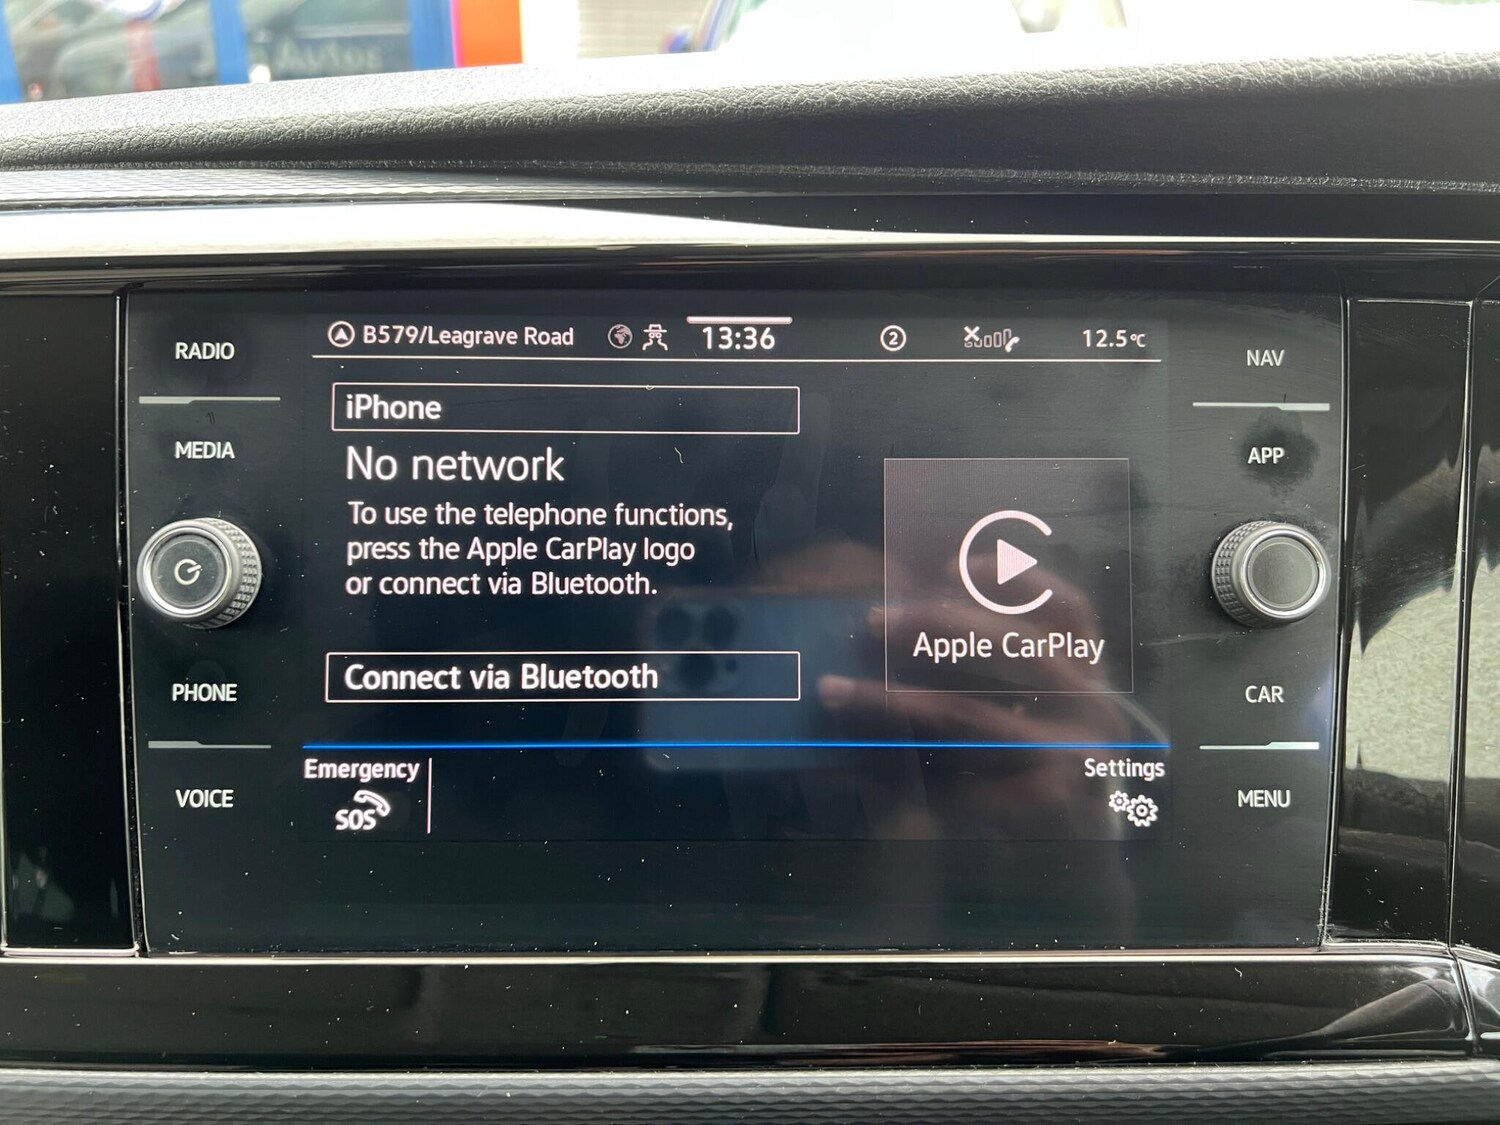 RADIO
MEDIA
PHONE
VOICE
B579/Leagrave Road
13:36
2
12.5°C
iPhone
No network
To use the telephone functions,
press the Apple CarPlay logo
or connect via Bluetooth.
Connect via Bluetooth
Apple CarPlay
Emergency
SOS
Settings
NAV
APP
CAR
MENU